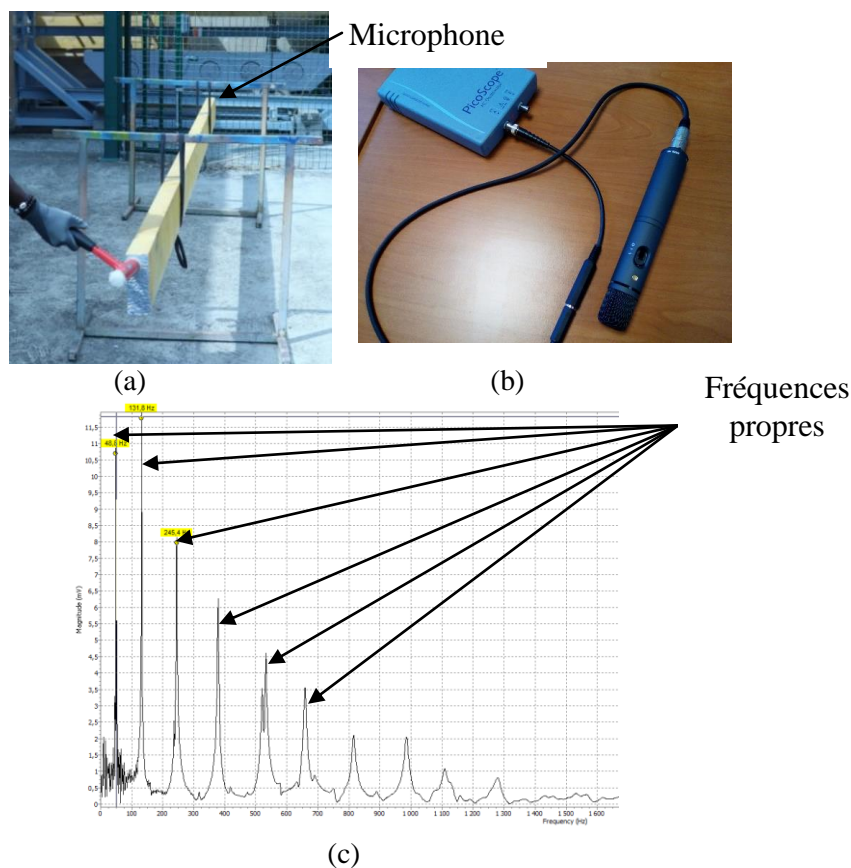 Microphone
PicoScope
(a)
(b)
Fréquences
propres
131,8 Hz
48,8 Hz
245,4 Hz
11,5
11
10,5
10
9,5
9
8,5
8
7,5
7
6,5
6
5,5
5
4,5
4
3,5
3
2,5
2
1,5
1
0,5
0
Magnitude (mV)
0 100 200 300 400 500 600 700 800 900 1 000 1 100 1 200 1 300 1 400 1 500 1 600
Frequency (Hz)
(c)